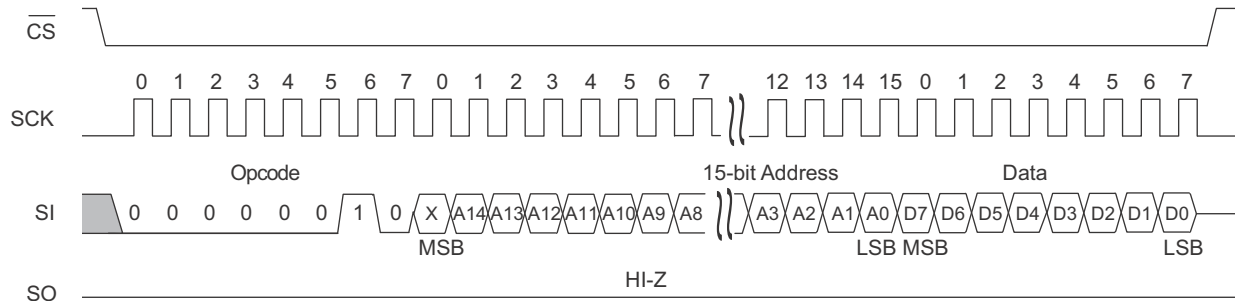 CS
0 1 2 3 4 5 6 7 0 1 2 3 4 5 6 7 12 13 14 15 0 1 2 3 4 5 6 7
SCK
Opcode 15-bit Address Data
SI 0 0 0 0 0 0 1 0 X A14 A13 A12 A11 A10 A9 A8 A3 A2 A1 A0 D7 D6 D5 D4 D3 D2 D1 D0
MSB LSB MSB LSB
HI-Z
SO